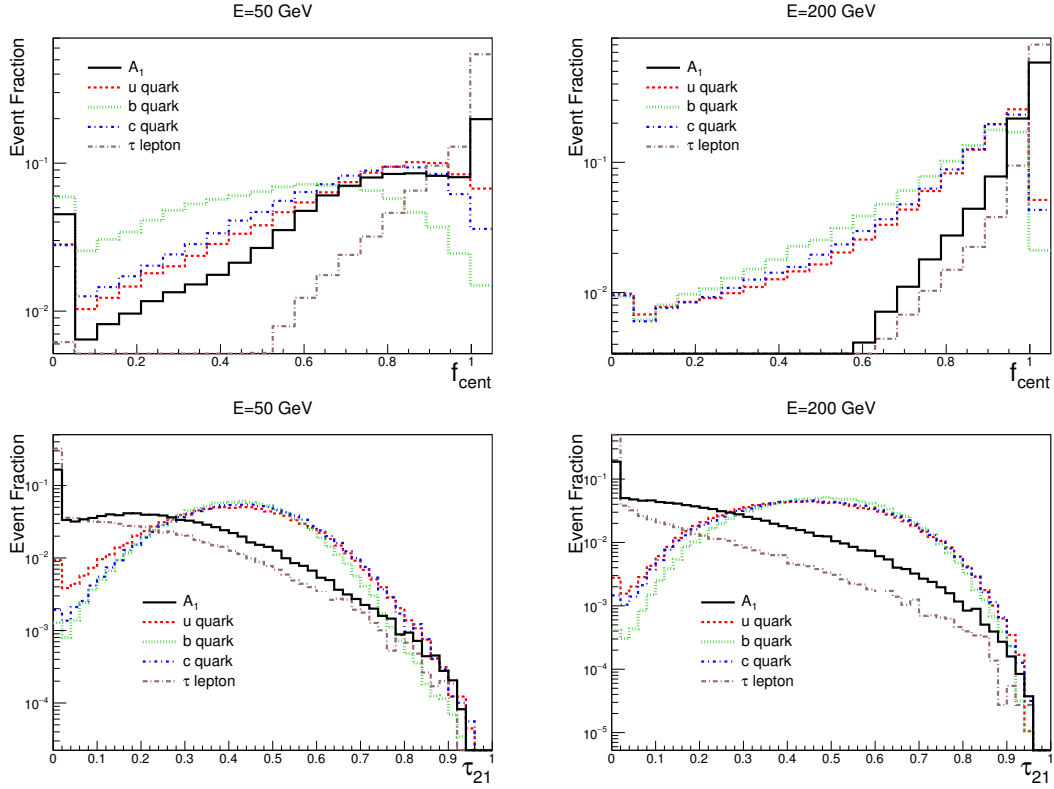 E=50 GeV
Event Fraction
A₁
u quark
b quark
c quark
τ lepton
10⁻¹
10⁻²
0 0.2 0.4 0.6 0.8 1
f_cent
E=200 GeV
Event Fraction
A₁
u quark
b quark
c quark
τ lepton
10⁻¹
10⁻²
0 0.2 0.4 0.6 0.8 1
f_cent
E=50 GeV
Event Fraction
10⁻¹
10⁻²
10⁻³
10⁻⁴
A₁
u quark
b quark
c quark
τ lepton
0 0.1 0.2 0.3 0.4 0.5 0.6 0.7 0.8 0.9 1
τ₂₁
E=200 GeV
Event Fraction
10⁻¹
10⁻²
10⁻³
10⁻⁴
10⁻⁵
A₁
u quark
b quark
c quark
τ lepton
0 0.1 0.2 0.3 0.4 0.5 0.6 0.7 0.8 0.9 1
τ₂₁